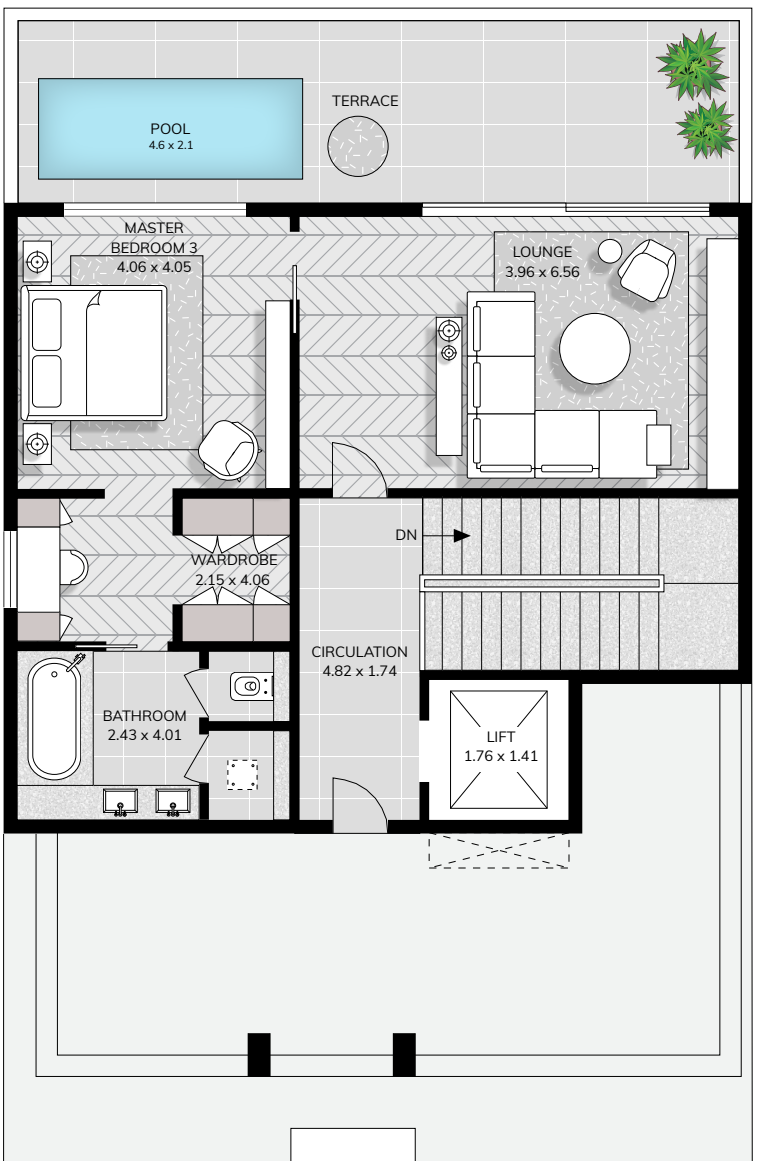 TERRACE
POOL
4.6 x 2.1
MASTER
BEDROOM 3
4.06 x 4.05
LOUNGE
3.96 x 6.56
DN
WARDROBE
2.15 x 4.06
CIRCULATION
4.82 x 1.74
BATHROOM
2.43 x 4.01
LIFT
1.76 x 1.41